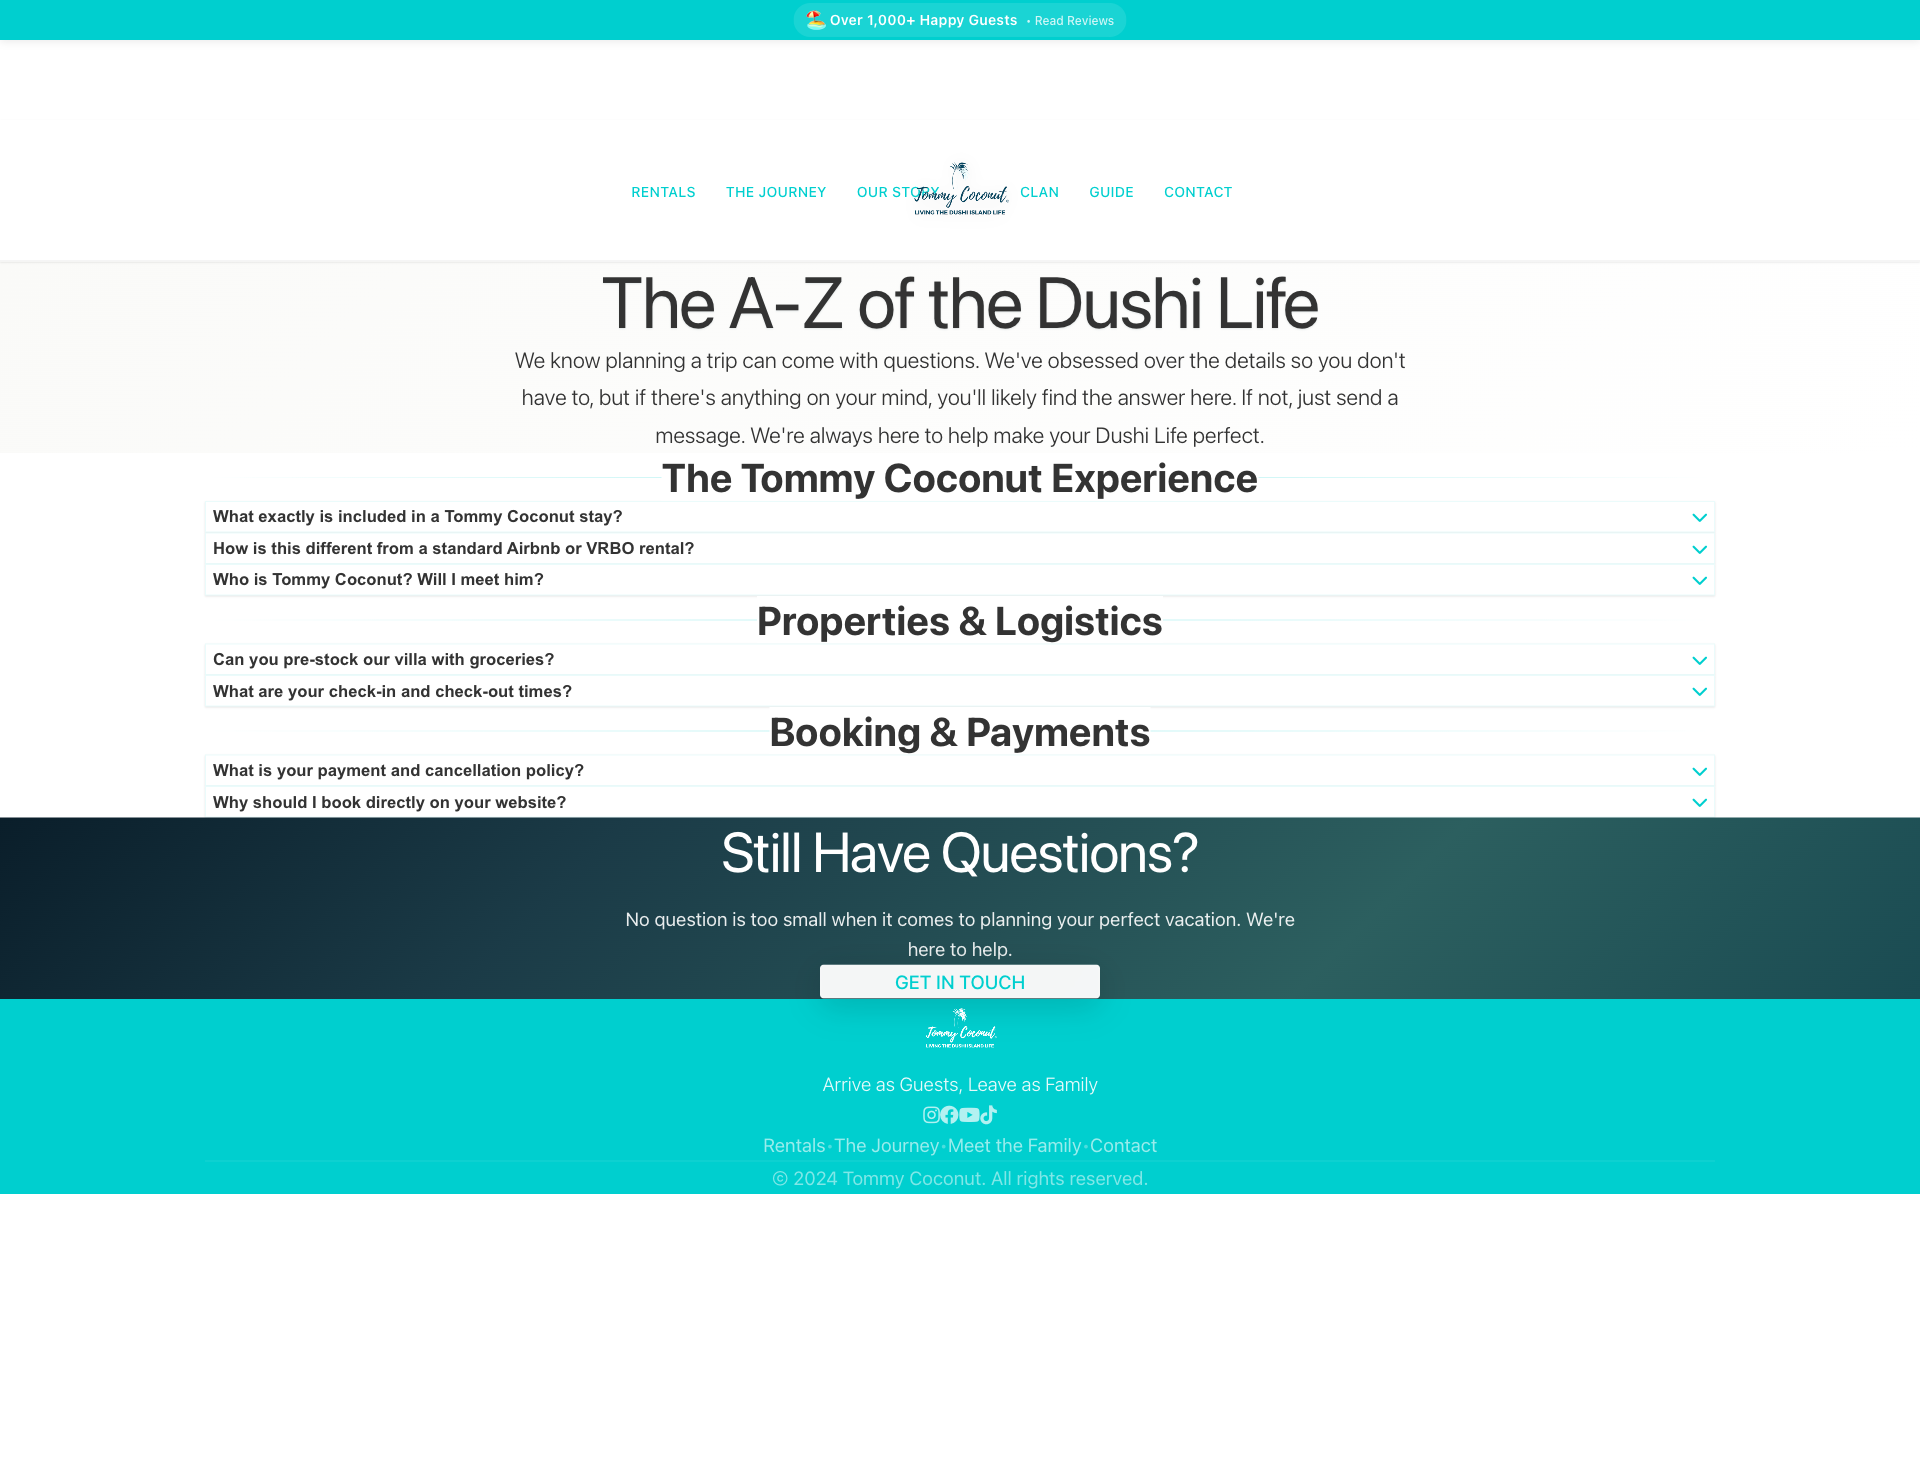 Over 1,000+ Happy Guests • Read Reviews
RENTALS THE JOURNEY OUR STORY Tommy Coconut CLAN GUIDE CONTACT
LIVING THE DUSHI ISLAND LIFE
The A-Z of the Dushi Life
We know planning a trip can come with questions. We've obsessed over the details so you don't
have to, but if there's anything on your mind, you'll likely find the answer here. If not, just send a
message. We're always here to help make your Dushi Life perfect.
The Tommy Coconut Experience
What exactly is included in a Tommy Coconut stay?
How is this different from a standard Airbnb or VRBO rental?
Who is Tommy Coconut? Will I meet him?
Properties & Logistics
Can you pre-stock our villa with groceries?
What are your check-in and check-out times?
Booking & Payments
What is your payment and cancellation policy?
Why should I book directly on your website?
Still Have Questions?
No question is too small when it comes to planning your perfect vacation. We're
here to help.
GET IN TOUCH
Tommy Coconut
LIVING THE DUSHI ISLAND LIFE
Arrive as Guests, Leave as Family
Rentals•The Journey•Meet the Family•Contact
© 2024 Tommy Coconut. All rights reserved.